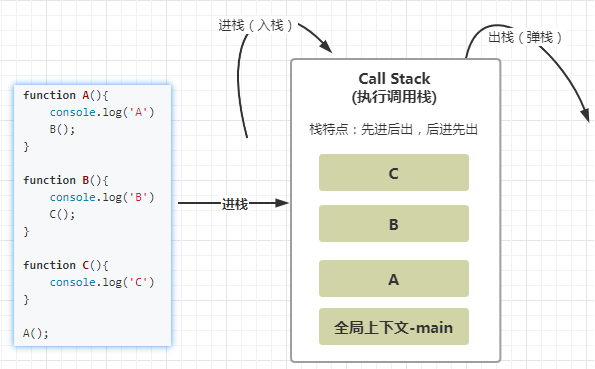 进栈（入栈）
出栈（弹栈）
function A(){
    console.log('A')
    B();
}
function B(){
    console.log('B')
    C();
}
function C(){
    console.log('C')
}
A();
进栈
Call Stack
(执行调用栈)
栈特点：先进后出，后进先出
C
B
A
全局上下文-main